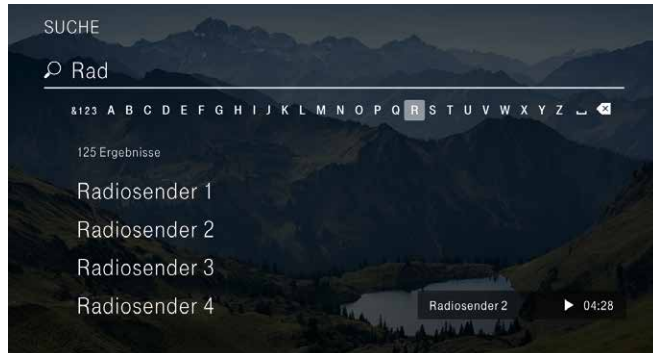 SUCHE
Rad
&123 A B C D E F G H I J K L M N O P Q R S T U V W X Y Z
125 Ergebnisse
Radiosender 1
Radiosender 2
Radiosender 3
Radiosender 4
Radiosender 2 04:28